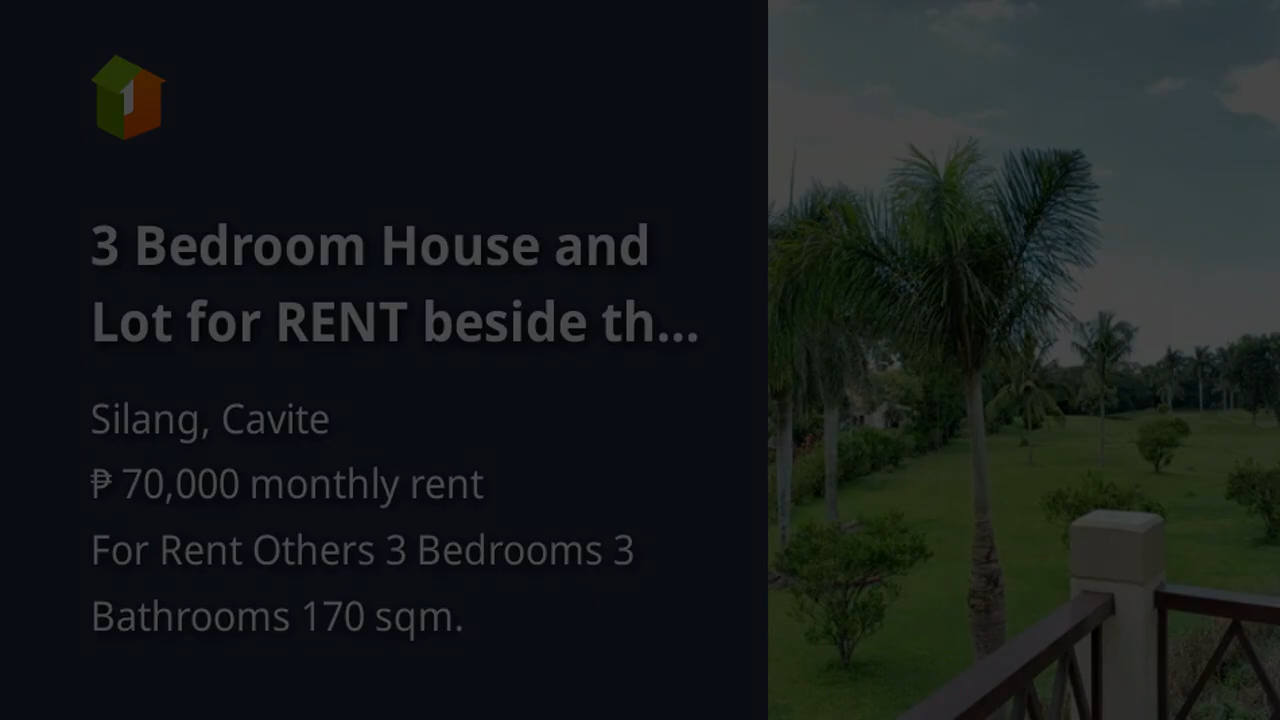 3 Bedroom House and
Lot for RENT beside th...
Silang, Cavite
₱ 70,000 monthly rent
For Rent Others 3 Bedrooms 3
Bathrooms 170 sqm.